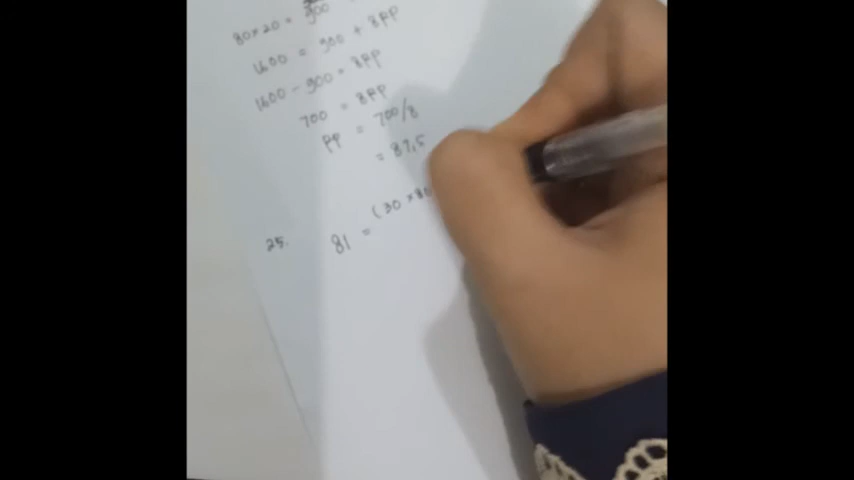 80 × 20 = 900
1600 = 900 + 8PP
1600 - 900 = 8PP
700 = 8PP
PP = 700/8
= 87,5
25. 81 = (30 × 80